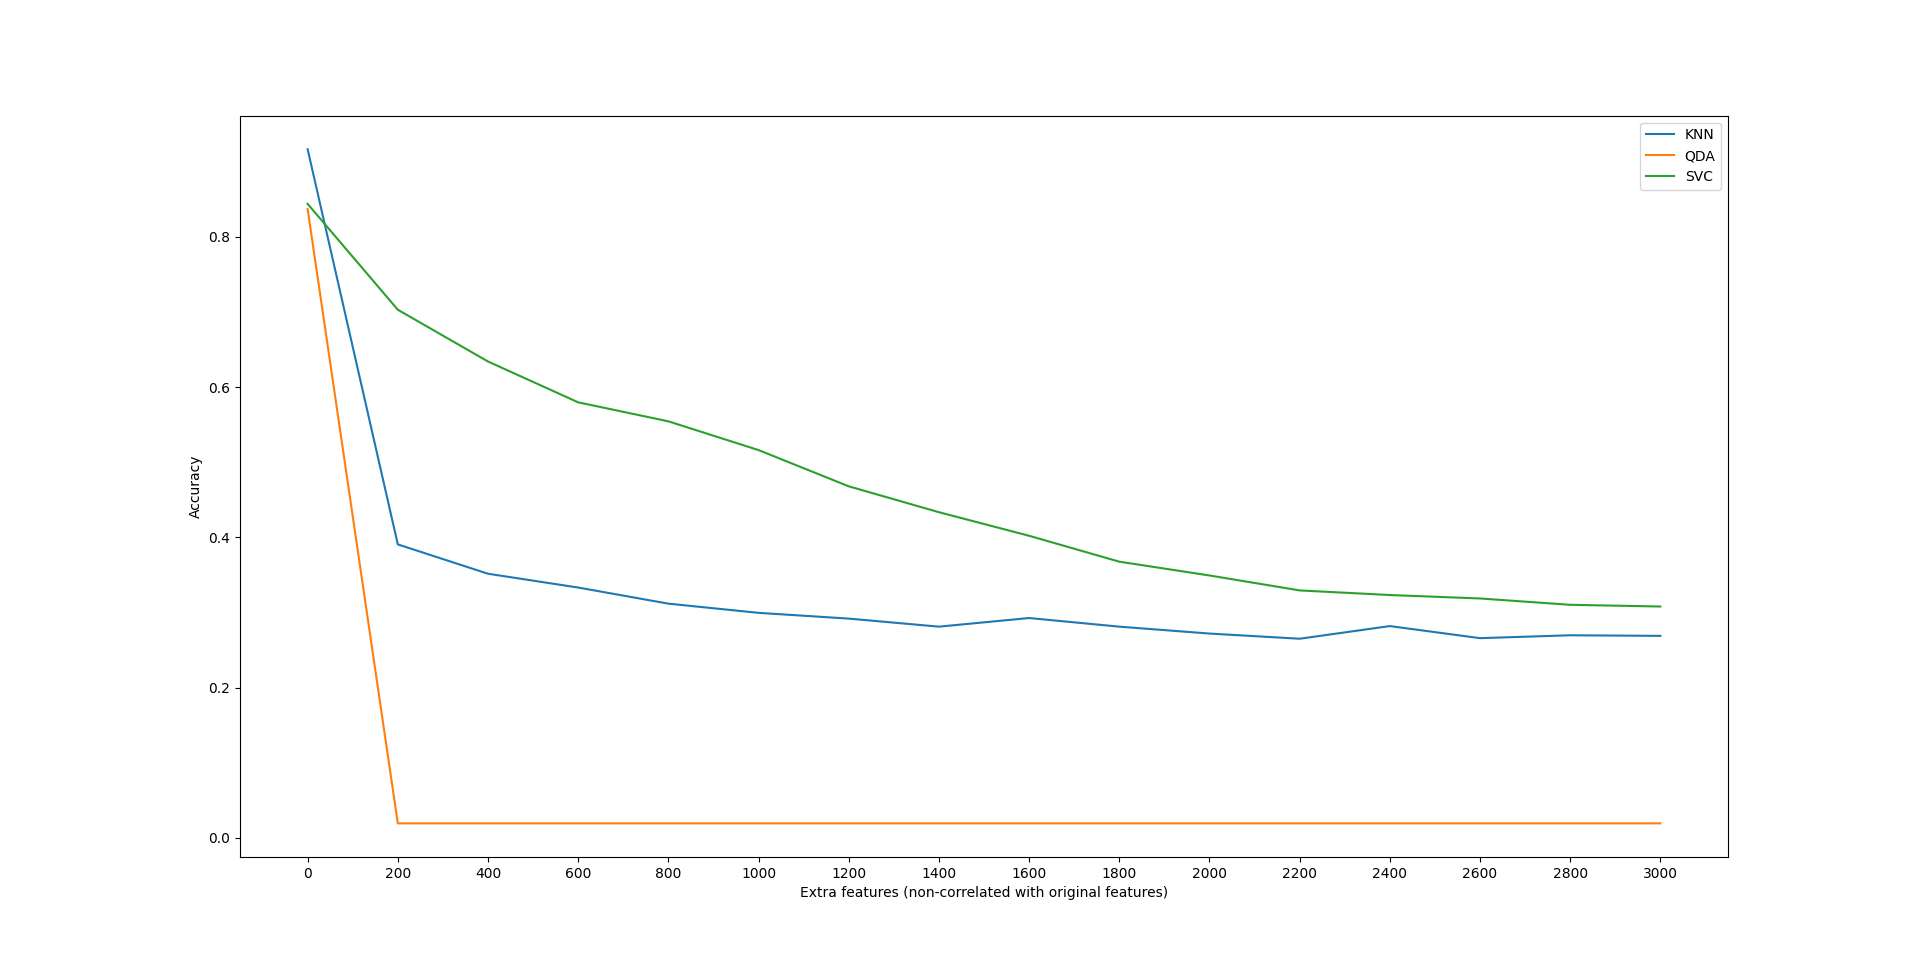 KNN
QDA
SVC
Accuracy
0.8
0.6
0.4
0.2
0.0
0 200 400 600 800 1000 1200 1400 1600 1800 2000 2200 2400 2600 2800 3000
Extra features (non-correlated with original features)